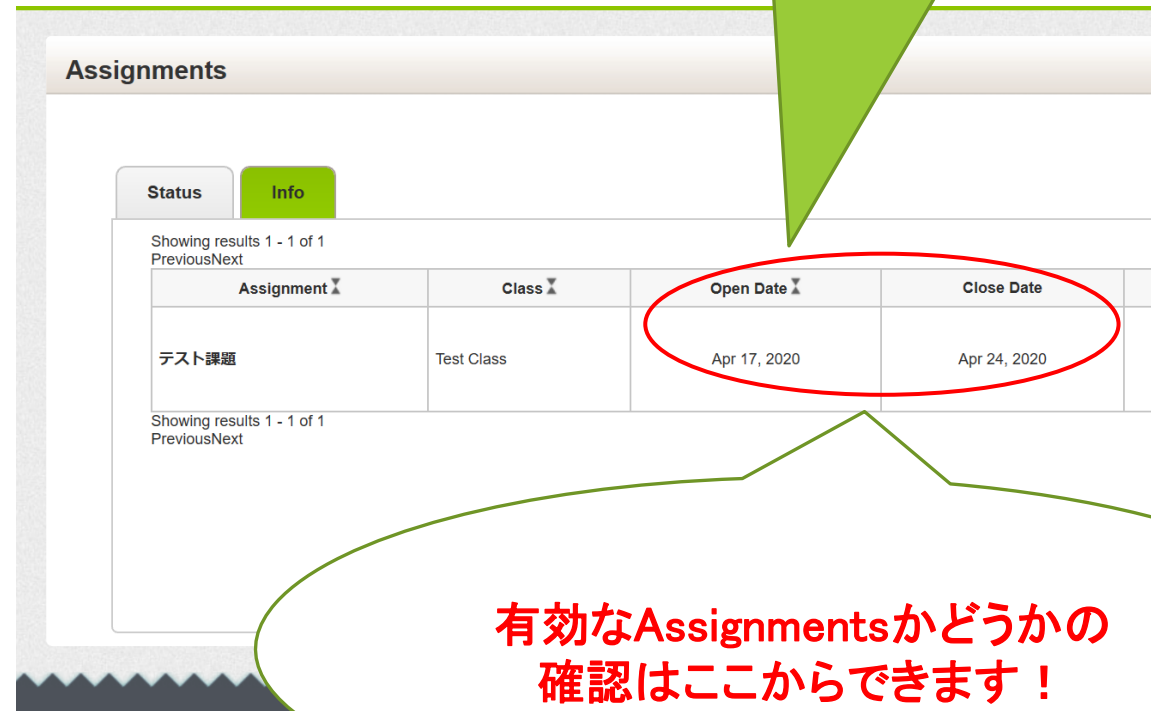 Assignments
Status Info
Showing results 1 - 1 of 1
PreviousNext
Assignment Class Open Date Close Date
テスト課題 Test Class Apr 17, 2020 Apr 24, 2020
Showing results 1 - 1 of 1
PreviousNext
有効なAssignmentsかどうかの
確認はここからできます！